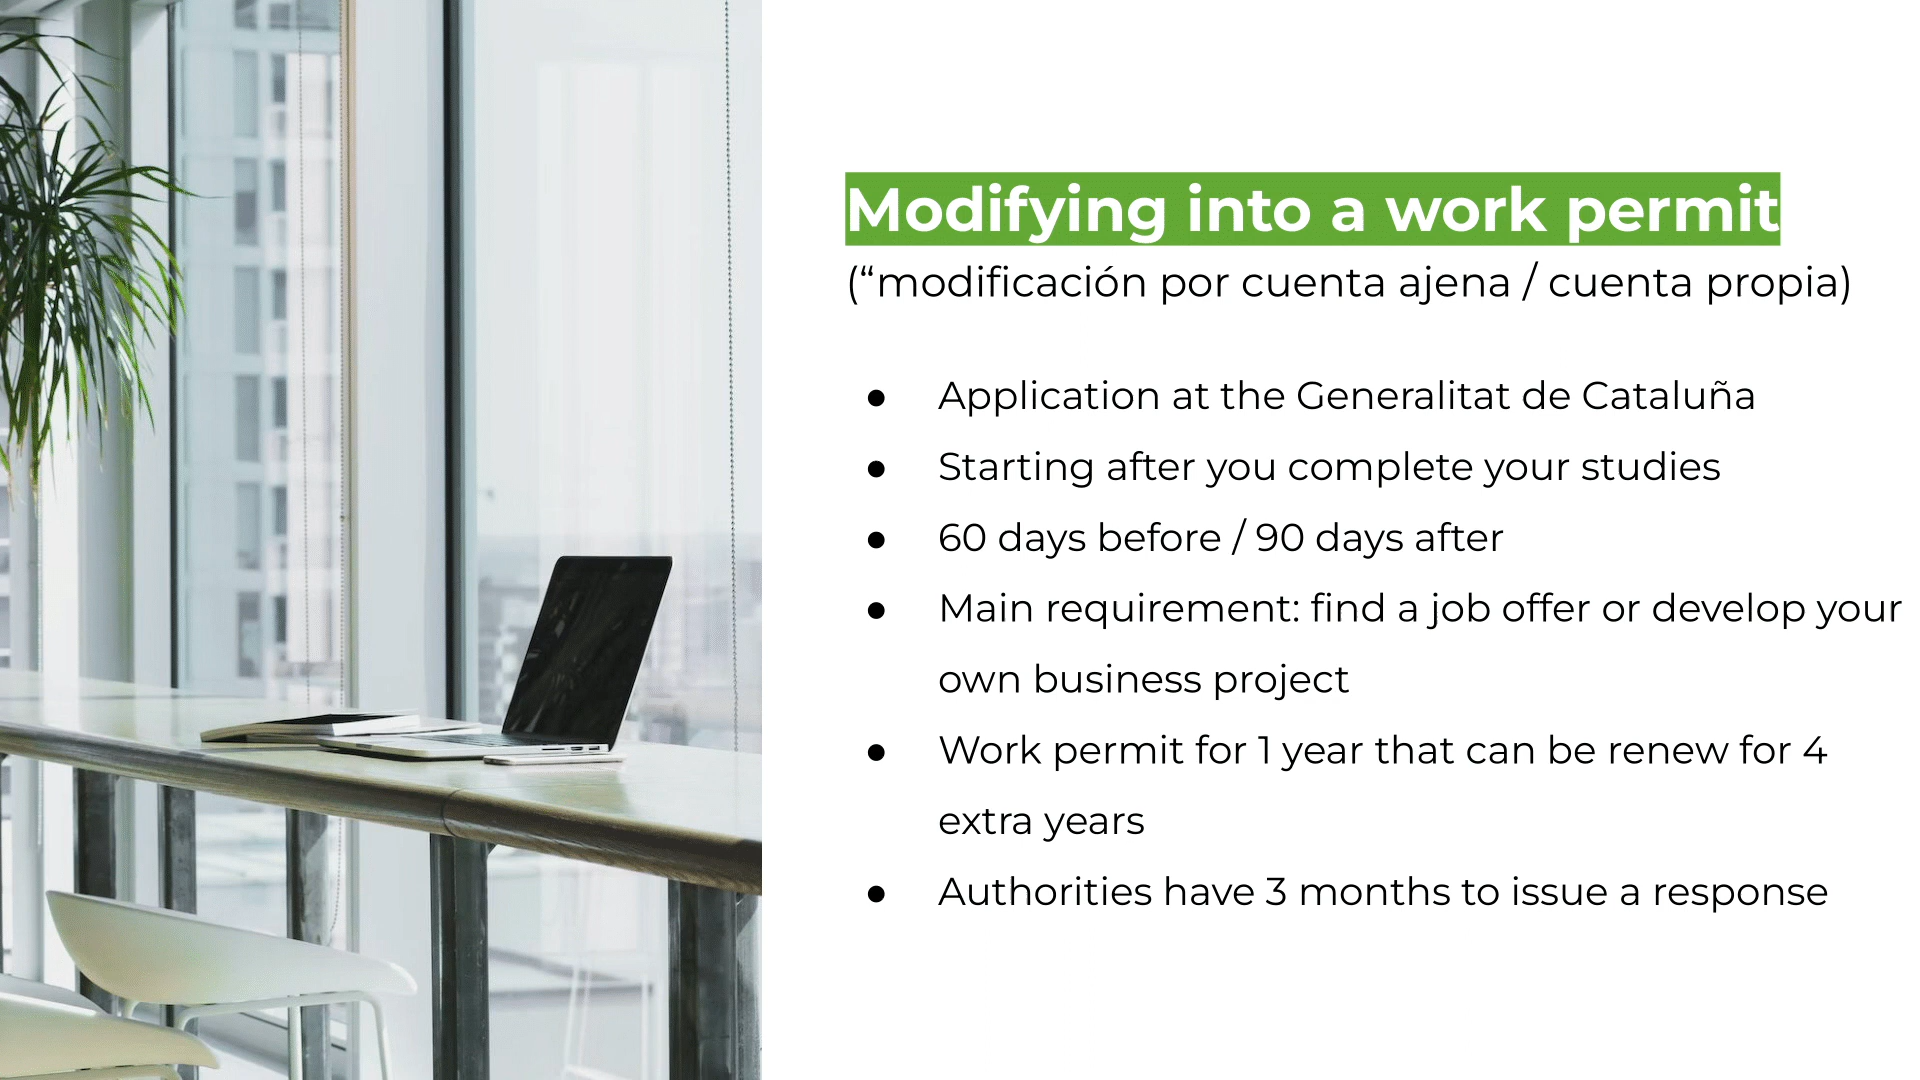 Modifying into a work permit
(“modificación por cuenta ajena / cuenta propia)
● Application at the Generalitat de Cataluña
● Starting after you complete your studies
● 60 days before / 90 days after
● Main requirement: find a job offer or develop your
own business project
● Work permit for 1 year that can be renew for 4
extra years
● Authorities have 3 months to issue a response